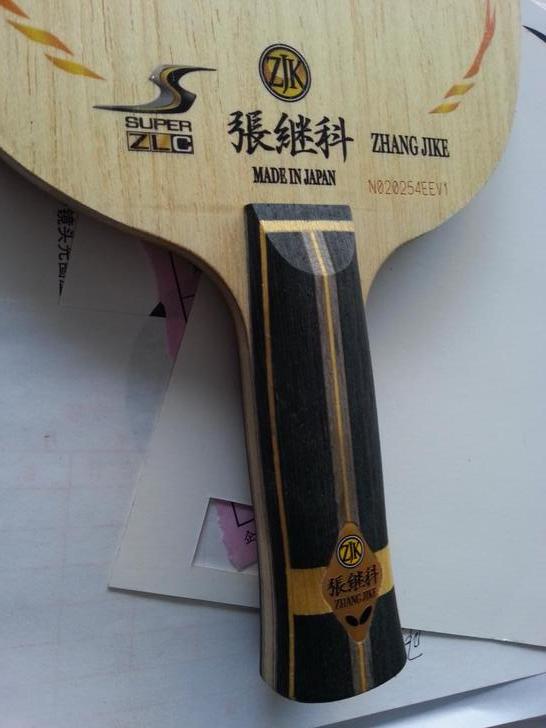 ZJK
SUPER
ZLC
張継科
ZHANG JIKE
MADE IN JAPAN
N020254EEV1
ZJK
張継科
ZHANG JIKE